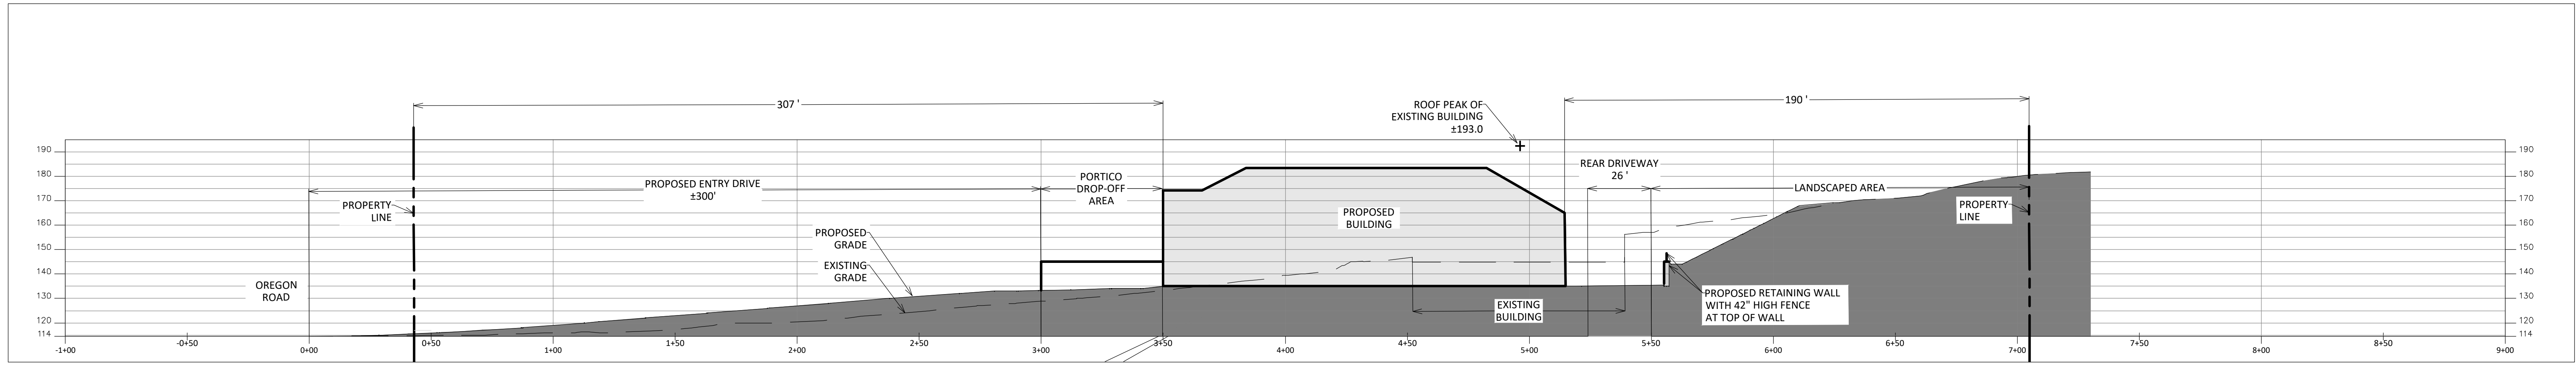 307 '
ROOF PEAK OF
EXISTING BUILDING
±193.0
190 '
190
180
170
160
150
140
130
120
114
190
180
170
160
150
140
130
120
114
REAR DRIVEWAY
26 '
PROPOSED ENTRY DRIVE
±300'
PORTICO
DROP-OFF
AREA
LANDSCAPED AREA
PROPERTY
LINE
PROPOSED
BUILDING
PROPERTY
LINE
PROPOSED
GRADE
EXISTING
GRADE
OREGON
ROAD
EXISTING
BUILDING
PROPOSED RETAINING WALL
WITH 42" HIGH FENCE
AT TOP OF WALL
-1+00
-0+50
0+00
0+50
1+00
1+50
2+00
2+50
3+00
3+50
4+00
4+50
5+00
5+50
6+00
6+50
7+00
7+50
8+00
8+50
9+00